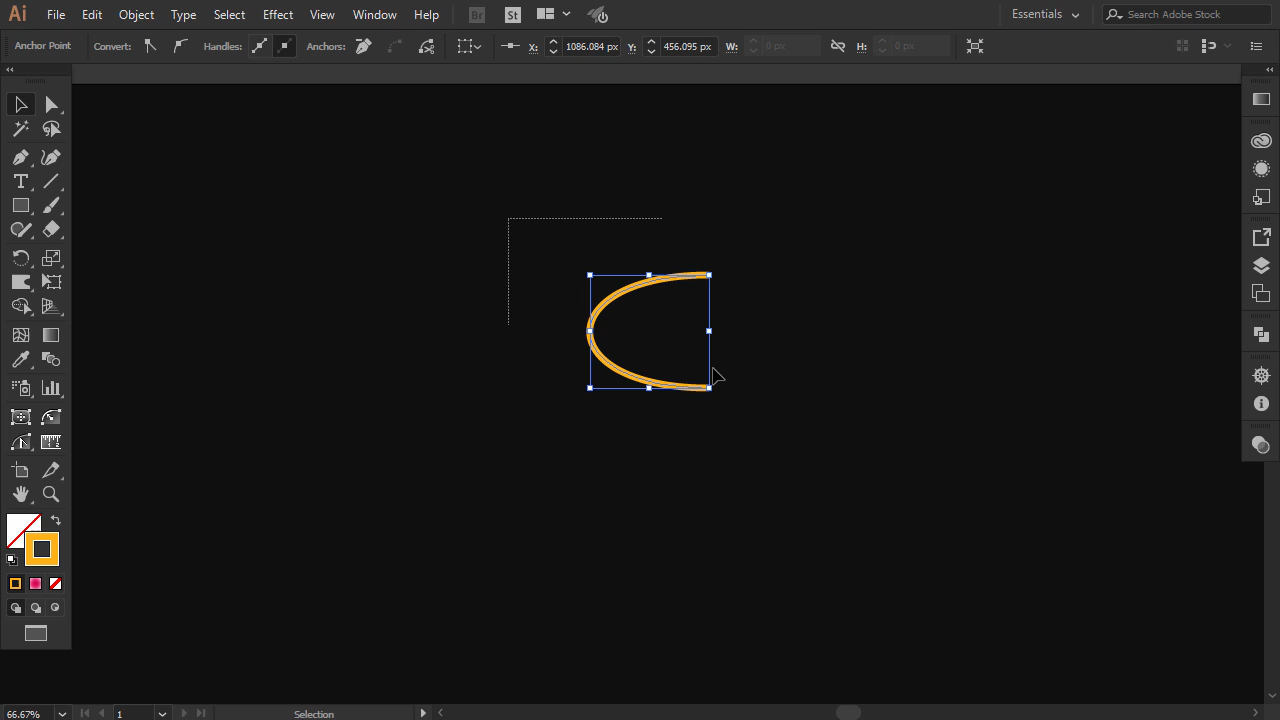 Ai File Edit Object Type Select Effect View Window Help Br St Essentials Search Adobe Stock
Anchor Point Convert: Handles: Anchors: X: 1086.084 px Y: 456.095 px W: 0 px H: 0 px
T
66.67% 1 Selection